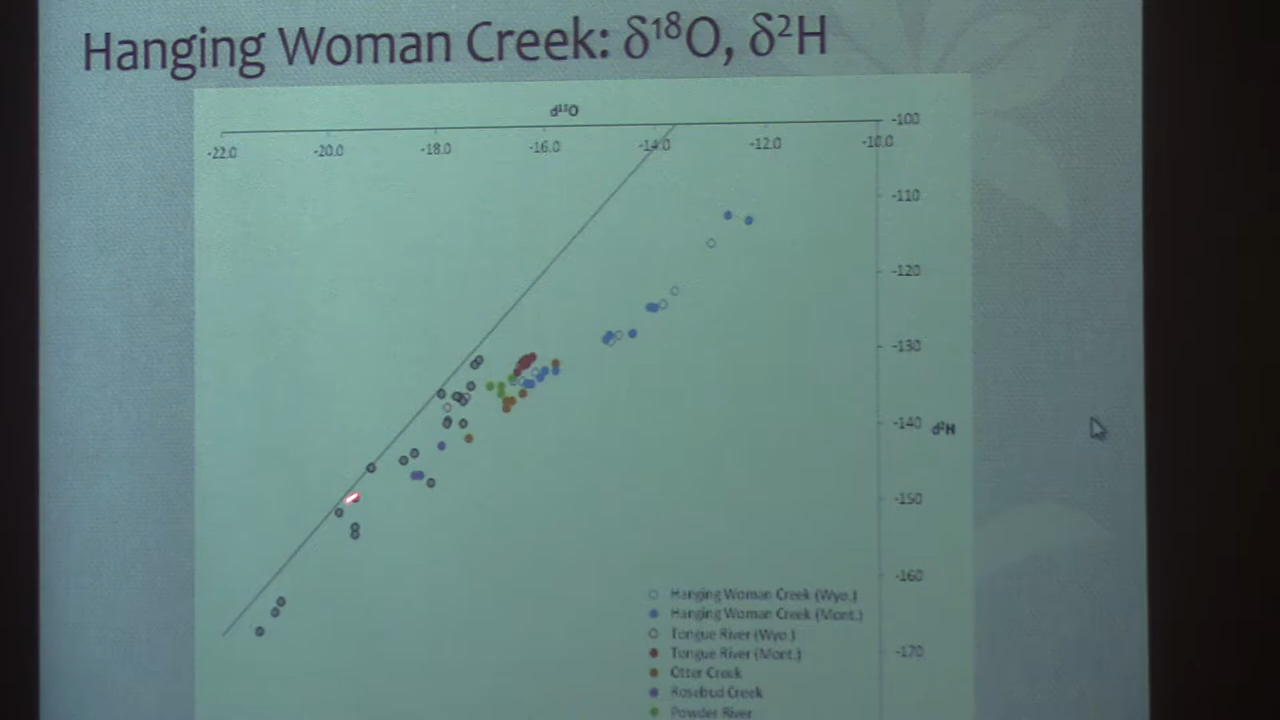 Hanging Woman Creek: δ¹⁸O, δ²H
d¹⁸O
-22.0 -20.0 -18.0 -16.0 -14.0 -12.0 -10.0
-100
-110
-120
-130
-140
d²H
-150
-160
-170
Hanging Woman Creek (Wyo.)
Hanging Woman Creek (Mont.)
Tongue River (Wyo.)
Tongue River (Mont.)
Otter Creek
Rosebud Creek
Powder River